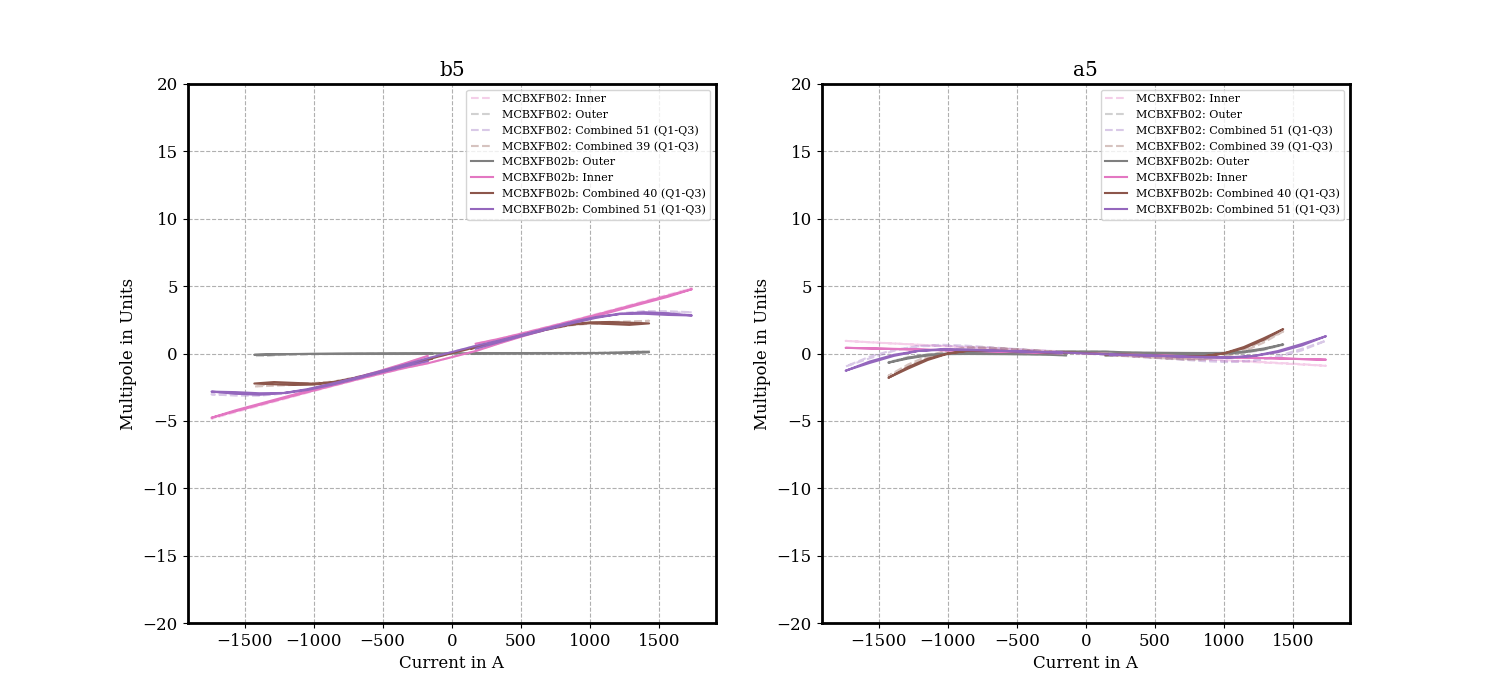 b5
20
15
10
5
0
−5
−10
−15
−20
Multipole in Units
−1500
−1000
−500
0
500
1000
1500
Current in A
MCBXFB02: Inner
MCBXFB02: Outer
MCBXFB02: Combined 51 (Q1-Q3)
MCBXFB02: Combined 39 (Q1-Q3)
MCBXFB02b: Outer
MCBXFB02b: Inner
MCBXFB02b: Combined 40 (Q1-Q3)
MCBXFB02b: Combined 51 (Q1-Q3)
a5
20
15
10
5
0
−5
−10
−15
−20
Multipole in Units
−1500
−1000
−500
0
500
1000
1500
Current in A
MCBXFB02: Inner
MCBXFB02: Outer
MCBXFB02: Combined 51 (Q1-Q3)
MCBXFB02: Combined 39 (Q1-Q3)
MCBXFB02b: Outer
MCBXFB02b: Inner
MCBXFB02b: Combined 40 (Q1-Q3)
MCBXFB02b: Combined 51 (Q1-Q3)